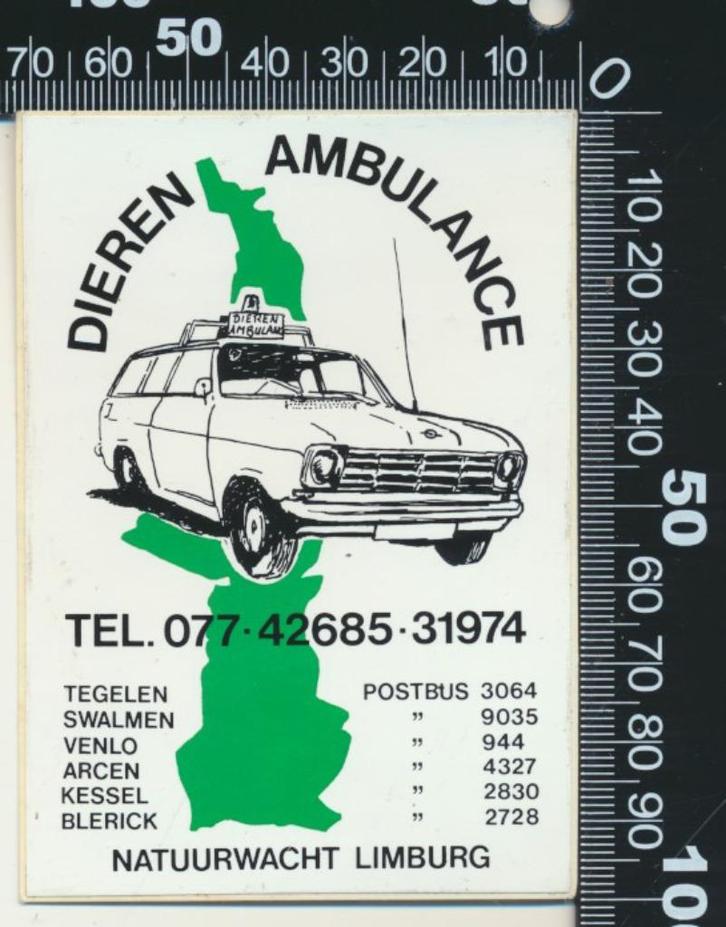 50
70 60 40 30 20 10 0
DIEREN AMBULANCE
DIEREN
AMBULANC
TEL. 077·42685·31974
TEGELEN POSTBUS 3064
SWALMEN " 9035
VENLO " 944
ARCEN " 4327
KESSEL " 2830
BLERICK " 2728
NATUURWACHT LIMBURG
10
20
30
40
50
60
70
80
90